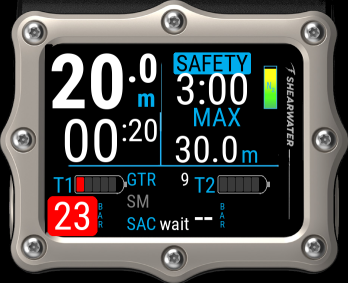 20.0 m
00:20
SAFETY
3:00
MAX
30.0 m
SHEARWATER
T1 GTR 9 T2
23 BAR SM
SAC wait -- BAR